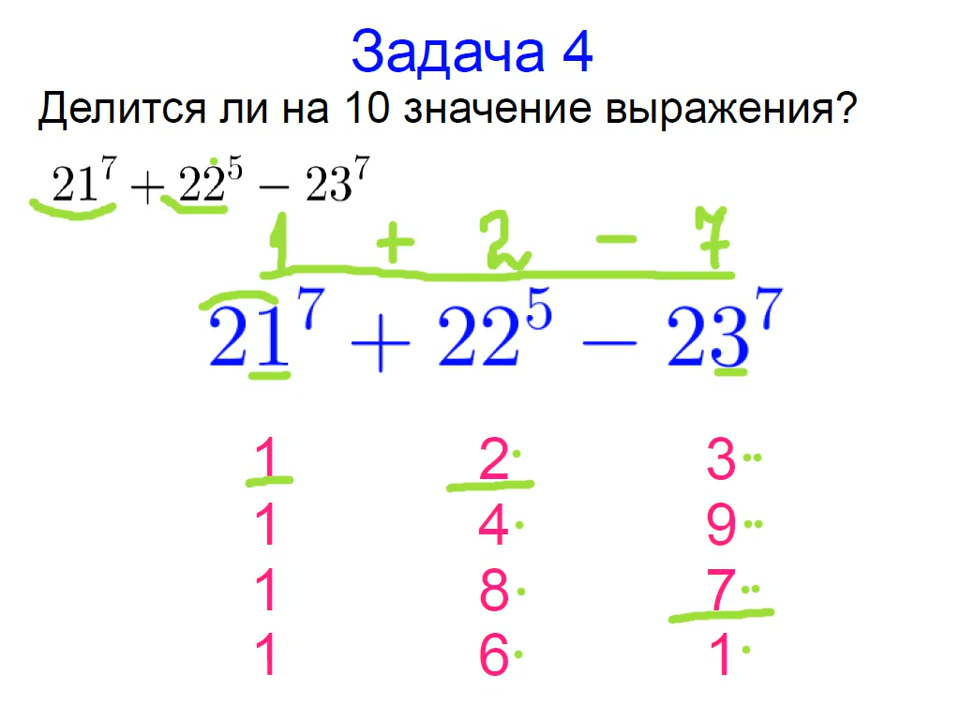 Задача 4
Делится ли на 10 значение выражения?
21⁷ + 22⁵ − 23⁷
1 + 2 − 7
21⁷ + 22⁵ − 23⁷
1 2 3
1 4 9
1 8 7
1 6 1